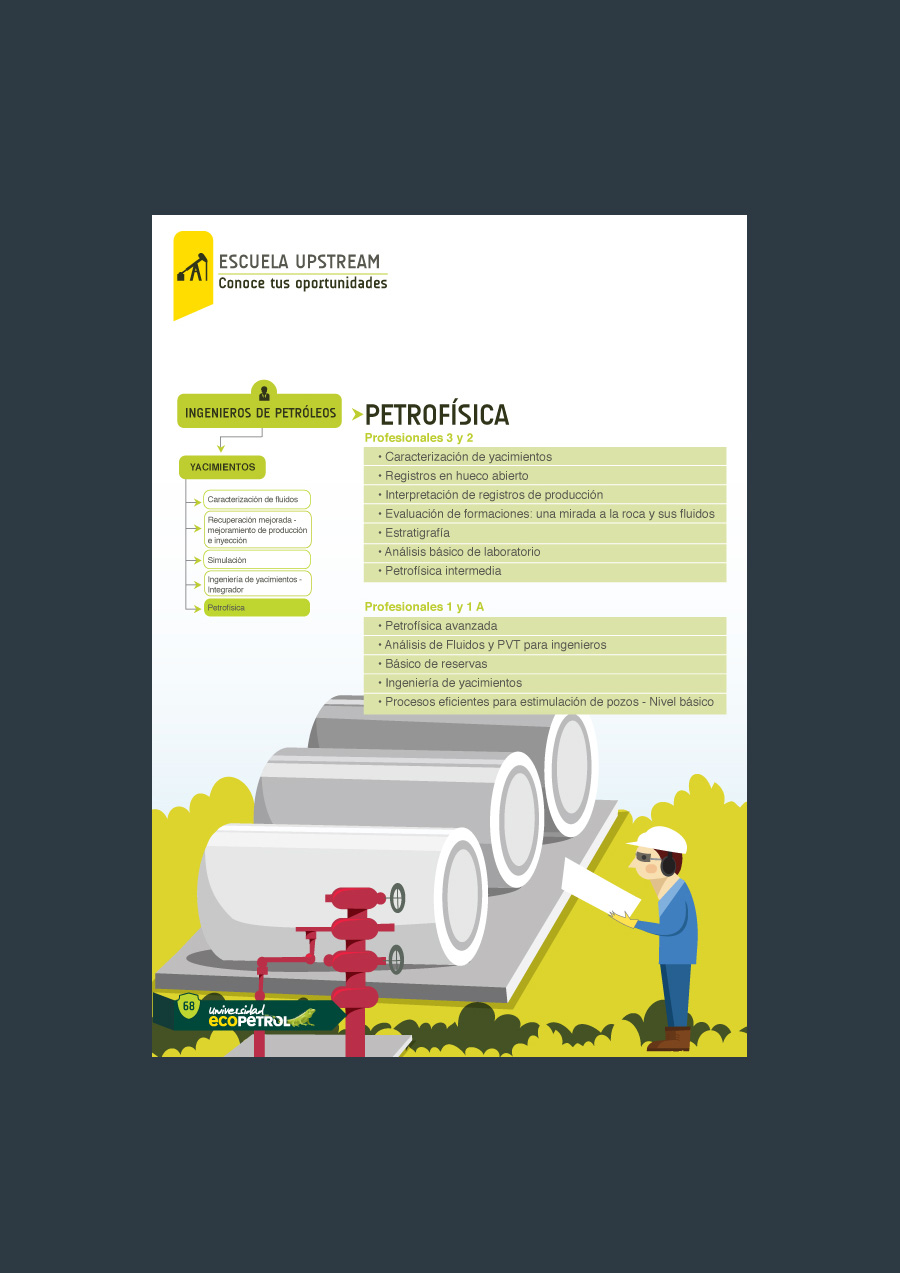 ESCUELA UPSTREAM
Conoce tus oportunidades
INGENIEROS DE PETRÓLEOS
YACIMIENTOS
Caracterización de fluidos
Recuperación mejorada -
mejoramiento de producción
e inyección
Simulación
Ingeniería de yacimientos -
Integrador
Petrofísica
PETROFÍSICA
Profesionales 3 y 2
• Caracterización de yacimientos
• Registros en hueco abierto
• Interpretación de registros de producción
• Evaluación de formaciones: una mirada a la roca y sus fluidos
• Estratigrafía
• Análisis básico de laboratorio
• Petrofísica intermedia
Profesionales 1 y 1 A
• Petrofísica avanzada
• Análisis de Fluidos y PVT para ingenieros
• Básico de reservas
• Ingeniería de yacimientos
• Procesos eficientes para estimulación de pozos - Nivel básico
68
Universidad
ECOPETROL